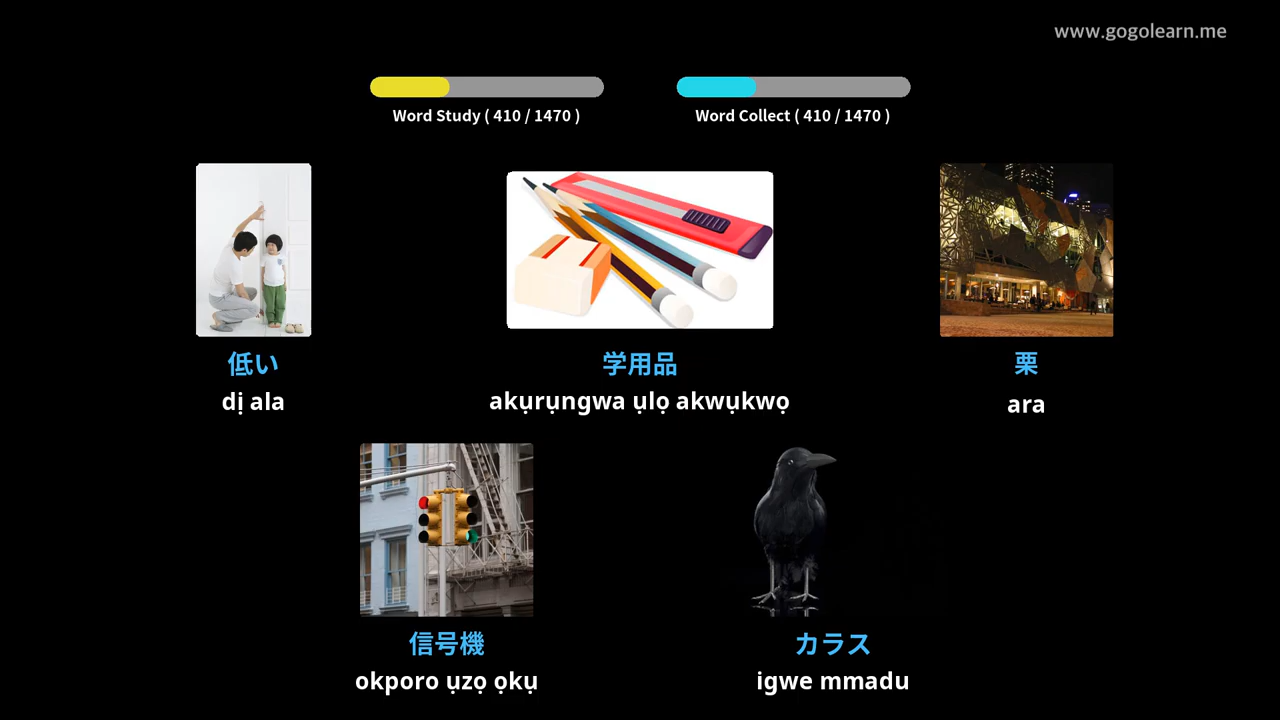 www.gogolearn.me
Word Study ( 410 / 1470 )
Word Collect ( 410 / 1470 )
低い
dị ala
学用品
akụrụngwa ụlọ akwụkwọ
栗
ara
信号機
okporo ụzọ ọkụ
カラス
igwe mmadu